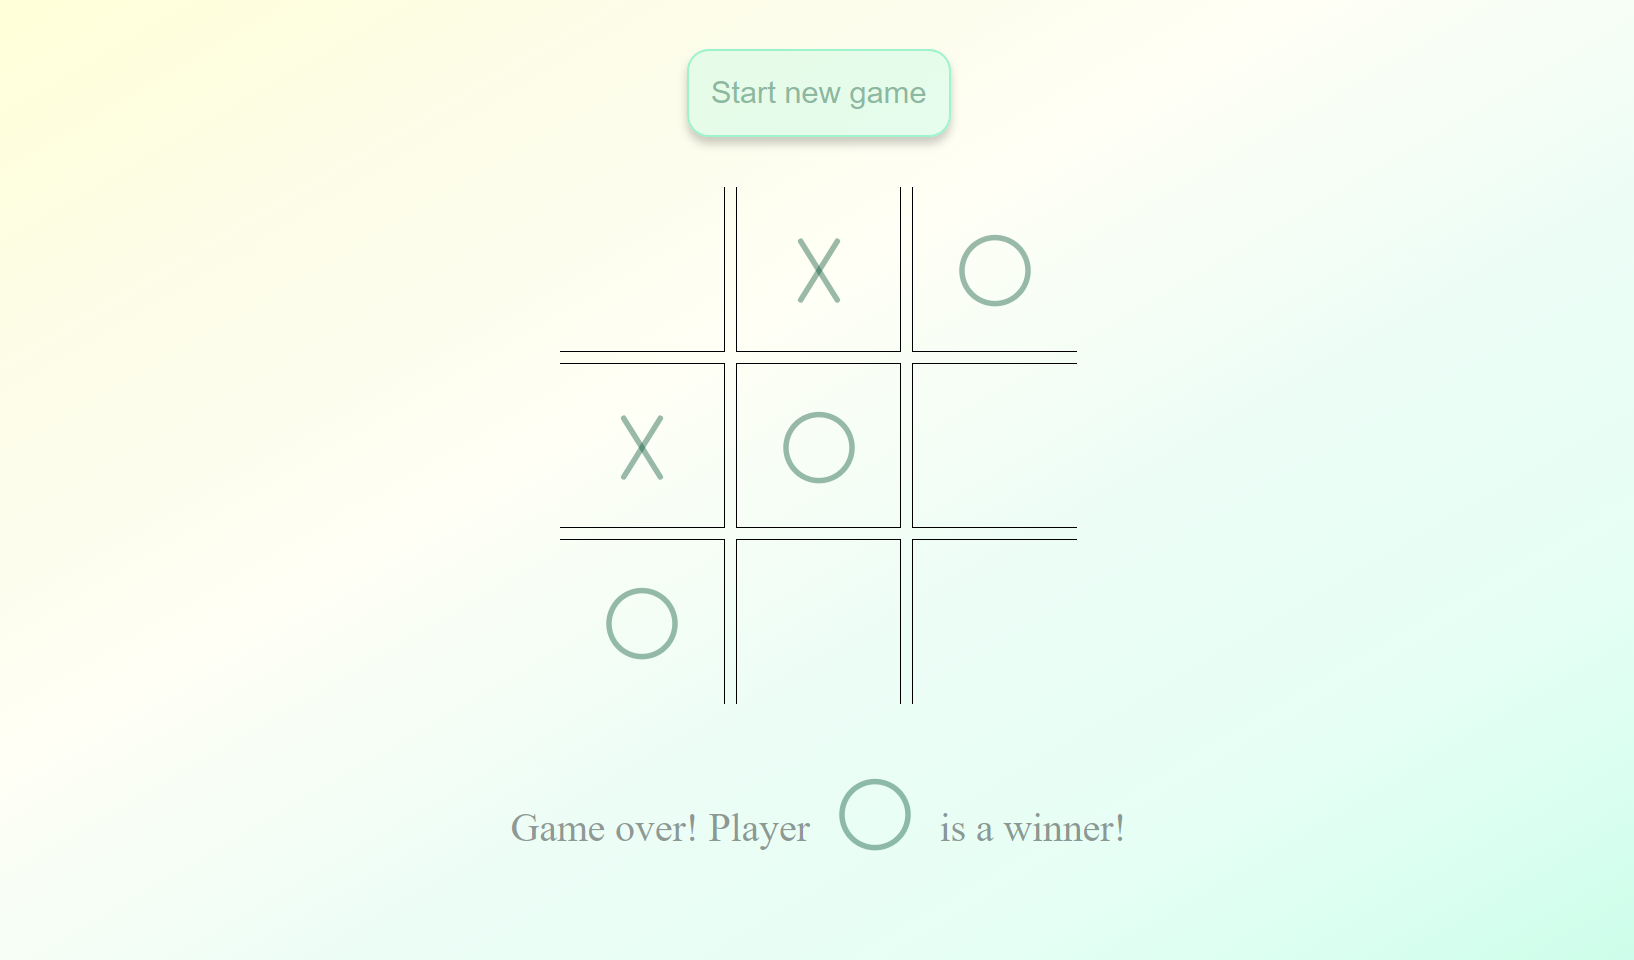 Start new game
X O
X O
O
Game over! Player O is a winner!